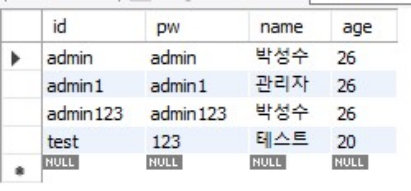 id pw name age
admin admin 박성수 26
admin1 admin1 관리자 26
admin123 admin123 박성수 26
test 123 테스트 20
NULL NULL NULL NULL